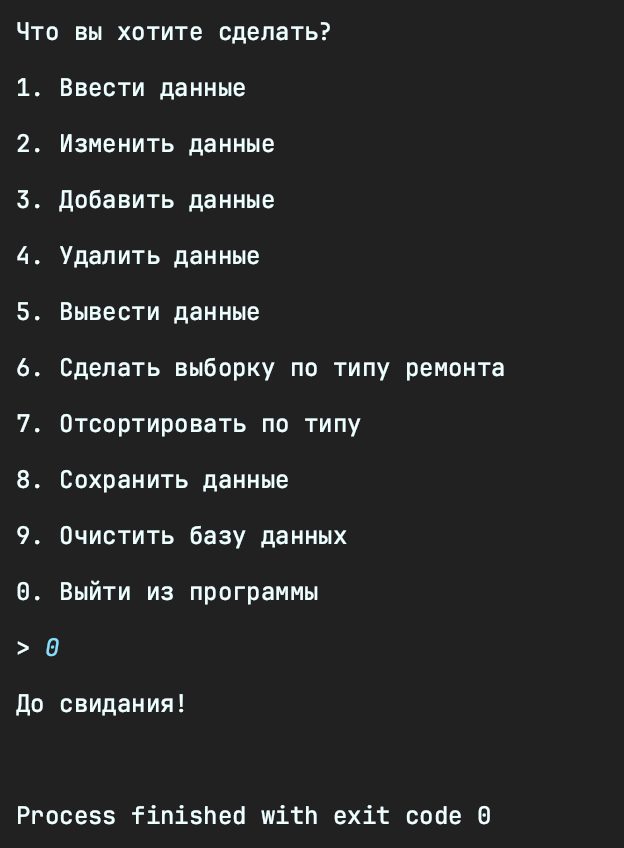 Что вы хотите сделать?
1. Ввести данные
2. Изменить данные
3. Добавить данные
4. Удалить данные
5. Вывести данные
6. Сделать выборку по типу ремонта
7. Отсортировать по типу
8. Сохранить данные
9. Очистить базу данных
0. Выйти из программы
> 0
До свидания!
Process finished with exit code 0